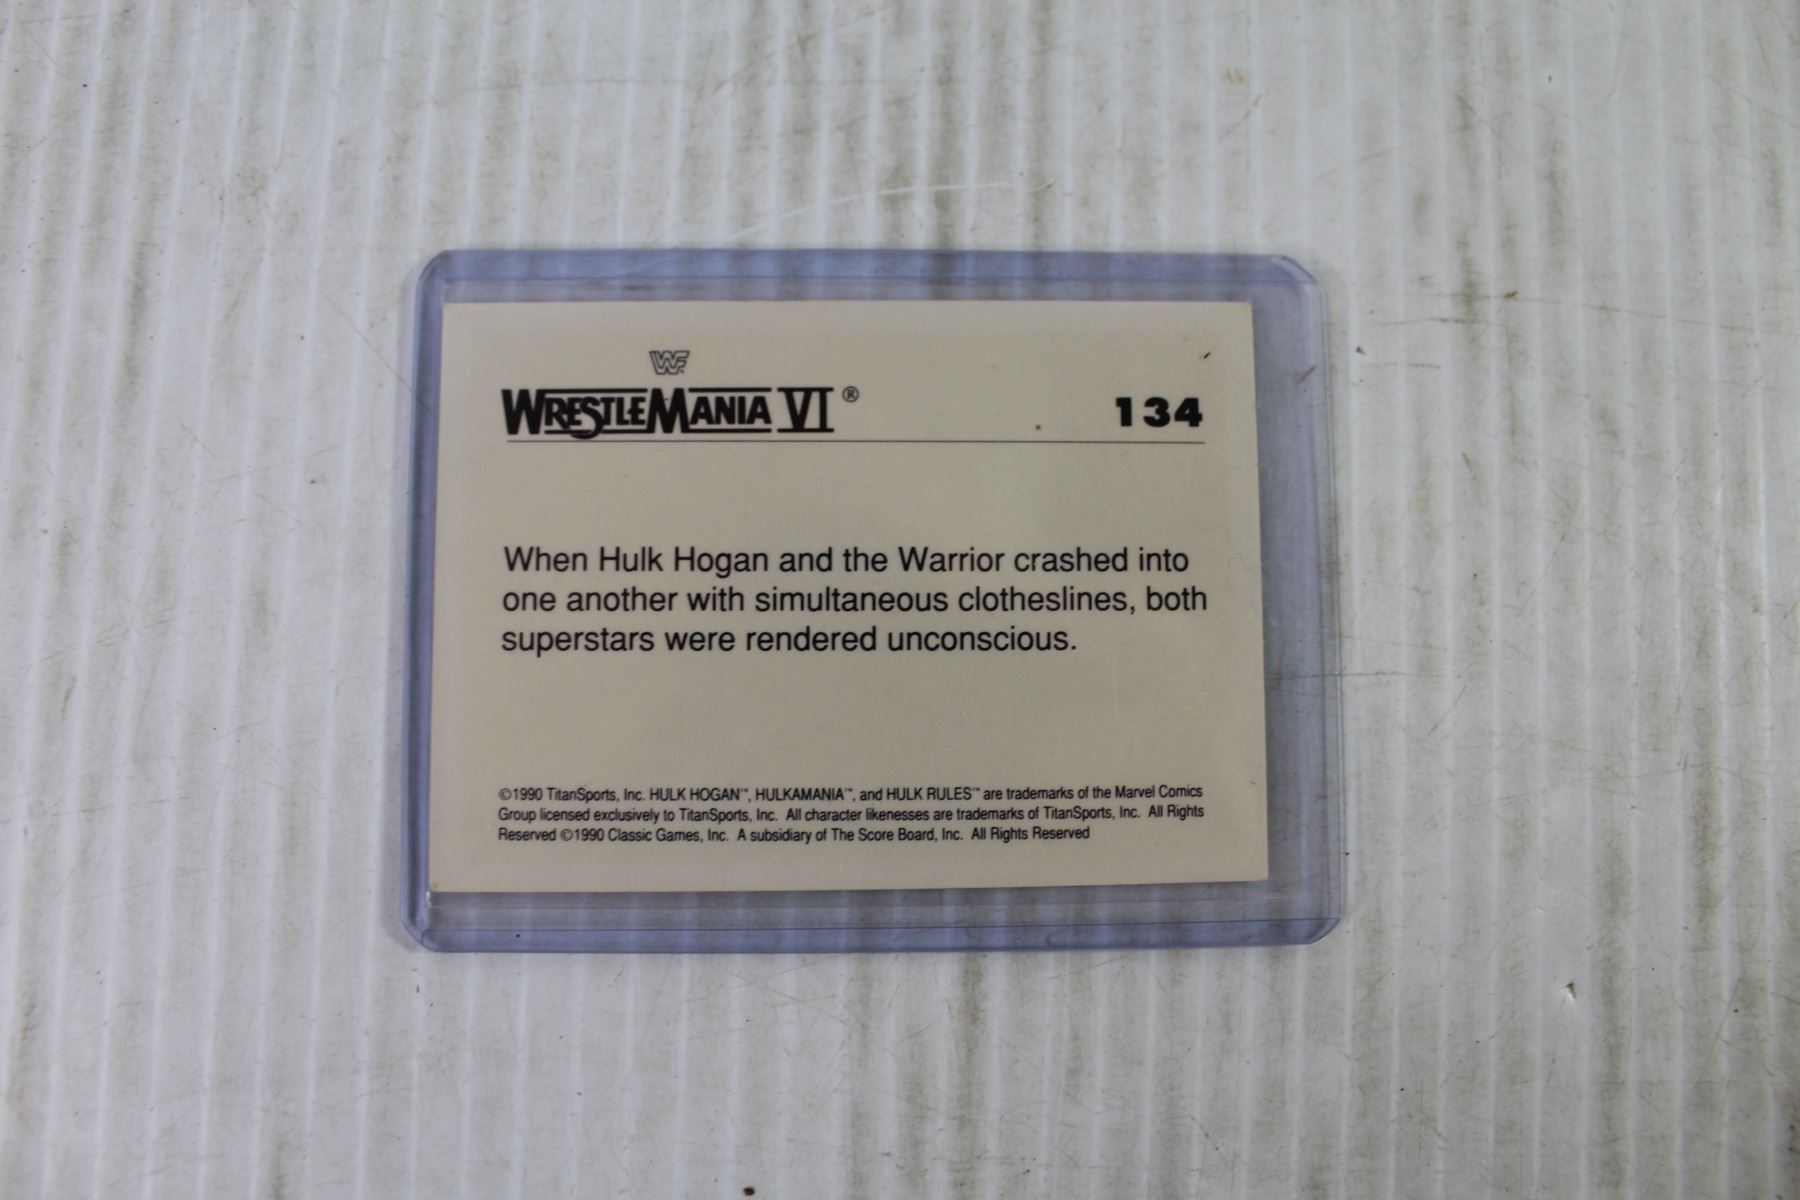 WF
WRESTLEMANIA VI ®
134
When Hulk Hogan and the Warrior crashed into
one another with simultaneous clotheslines, both
superstars were rendered unconscious.
©1990 TitanSports, Inc. HULK HOGAN™, HULKAMANIA™, and HULK RULES™ are trademarks of the Marvel Comics
Group licensed exclusively to TitanSports, Inc. All character likenesses are trademarks of TitanSports, Inc. All Rights
Reserved ©1990 Classic Games, Inc. A subsidiary of The Score Board, Inc. All Rights Reserved